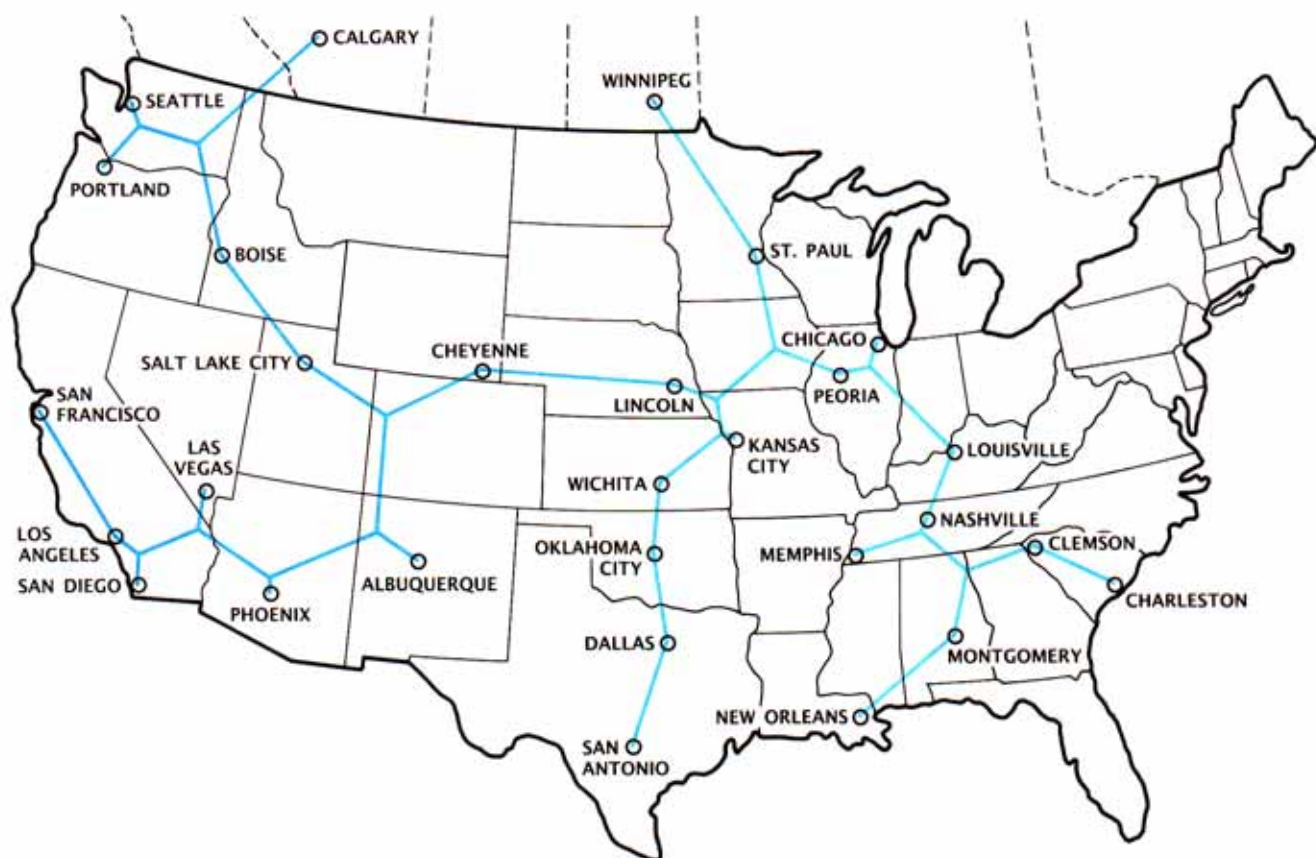 CALGARY
WINNIPEG
SEATTLE
PORTLAND
BOISE
ST. PAUL
SALT LAKE CITY
CHEYENNE
CHICAGO
LINCOLN
PEORIA
SAN
FRANCISCO
LAS
VEGAS
KANSAS
CITY
LOUISVILLE
WICHITA
LOS
ANGELES
NASHVILLE
OKLAHOMA
CITY
MEMPHIS
CLEMSON
SAN DIEGO
PHOENIX
ALBUQUERQUE
CHARLESTON
DALLAS
MONTGOMERY
NEW ORLEANS
SAN
ANTONIO